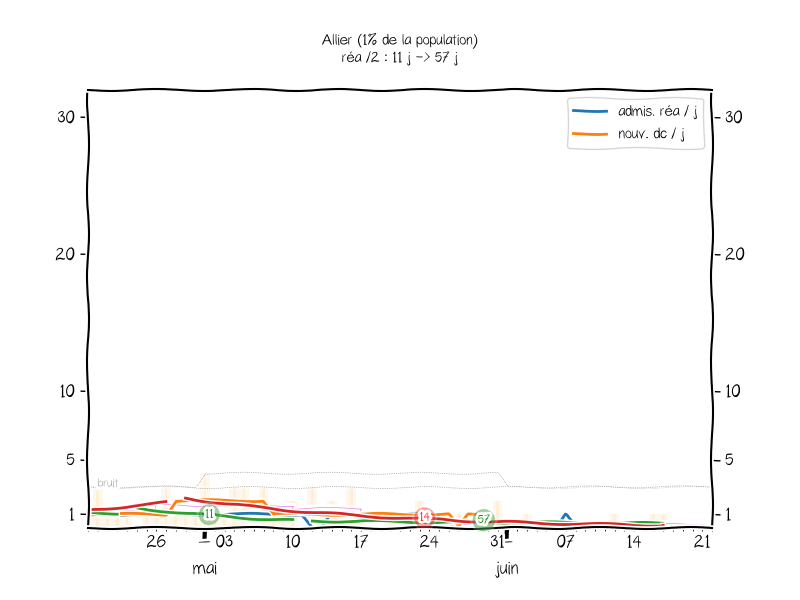 Allier (1% de la population)
réa /2 : 11 j -> 57 j
admis. réa / j
nouv. dc / j
30 30
20 20
10 10
5 5
bruit
1 11 14 57 1
26 03 10 17 24 31 07 14 21
mai juin